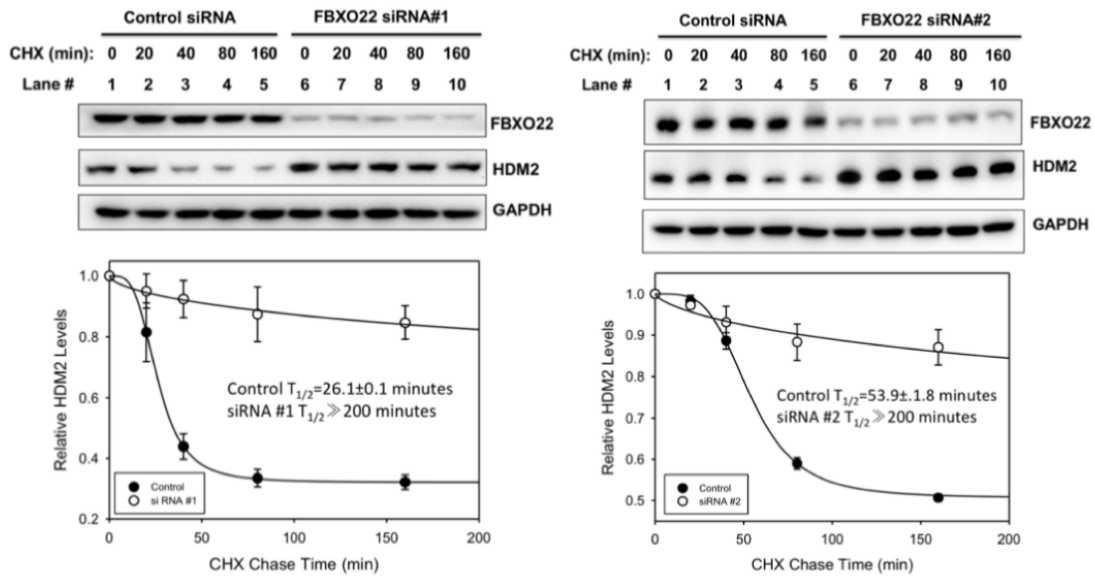 Control siRNA FBXO22 siRNA#1
CHX (min): 0 20 40 80 160 0 20 40 80 160
Lane # 1 2 3 4 5 6 7 8 9 10
FBXO22
HDM2
GAPDH
1.0
0.8
0.6
0.4
0.2
Relative HDM2 Levels
Control T1/2=26.1±0.1 minutes
siRNA #1 T1/2≫200 minutes
Control
si RNA #1
0 50 100 150 200
CHX Chase Time (min)
Control siRNA FBXO22 siRNA#2
CHX (min): 0 20 40 80 160 0 20 40 80 160
Lane # 1 2 3 4 5 6 7 8 9 10
FBXO22
HDM2
GAPDH
1.0
0.9
0.8
0.7
0.6
0.5
Relative HDM2 Levels
Control T1/2=53.9±.1.8 minutes
siRNA #2 T1/2≫200 minutes
Control
siRNA #2
0 50 100 150 200
CHX Chase Time (min)